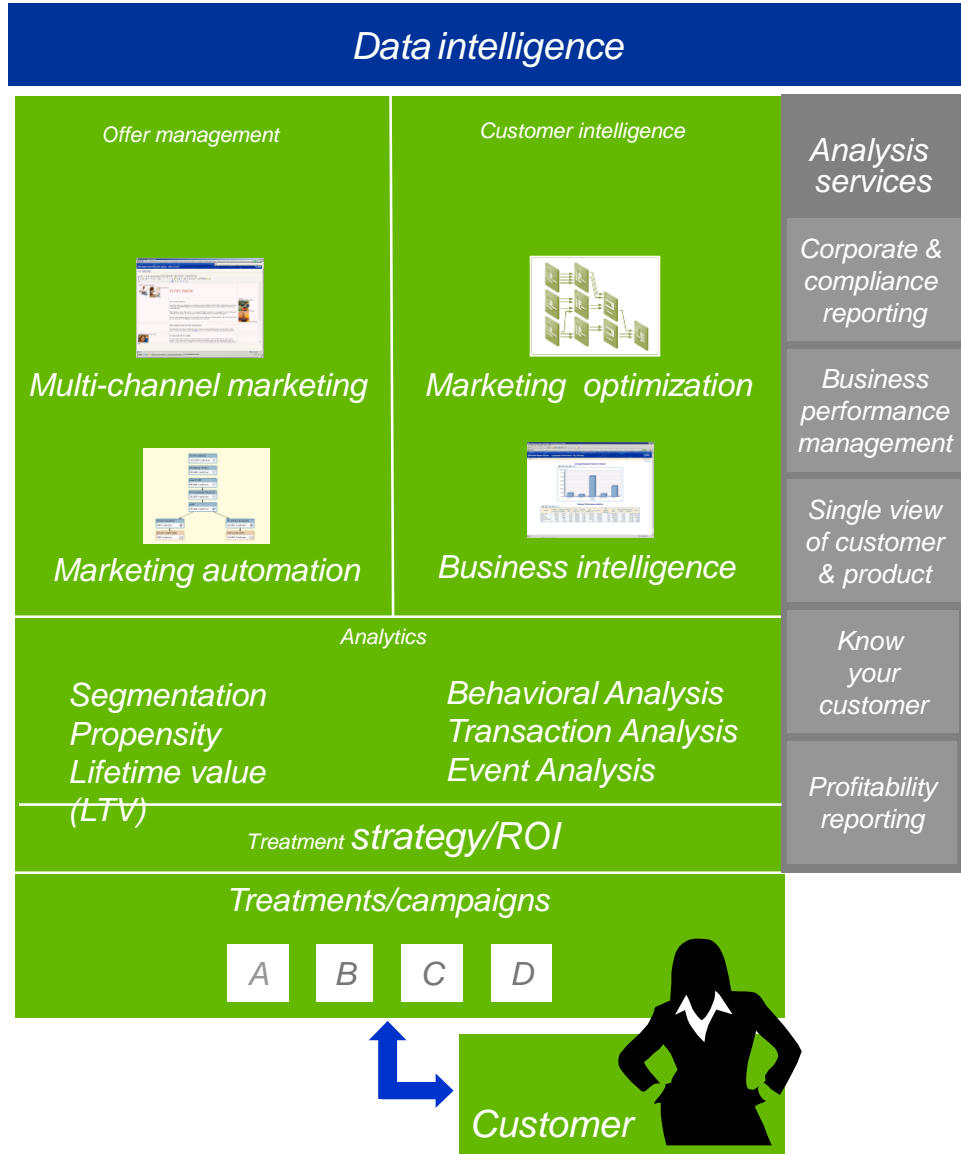 Data intelligence
Offer management
Customer intelligence
Multi-channel marketing
Marketing optimization
Marketing automation
Business intelligence
Analytics
Segmentation
Propensity
Lifetime value
(LTV)
Behavioral Analysis
Transaction Analysis
Event Analysis
Treatment strategy/ROI
Treatments/campaigns
A
B
C
D
Customer
Analysis
services
Corporate &
compliance
reporting
Business
performance
management
Single view
of customer
& product
Know
your
customer
Profitability
reporting